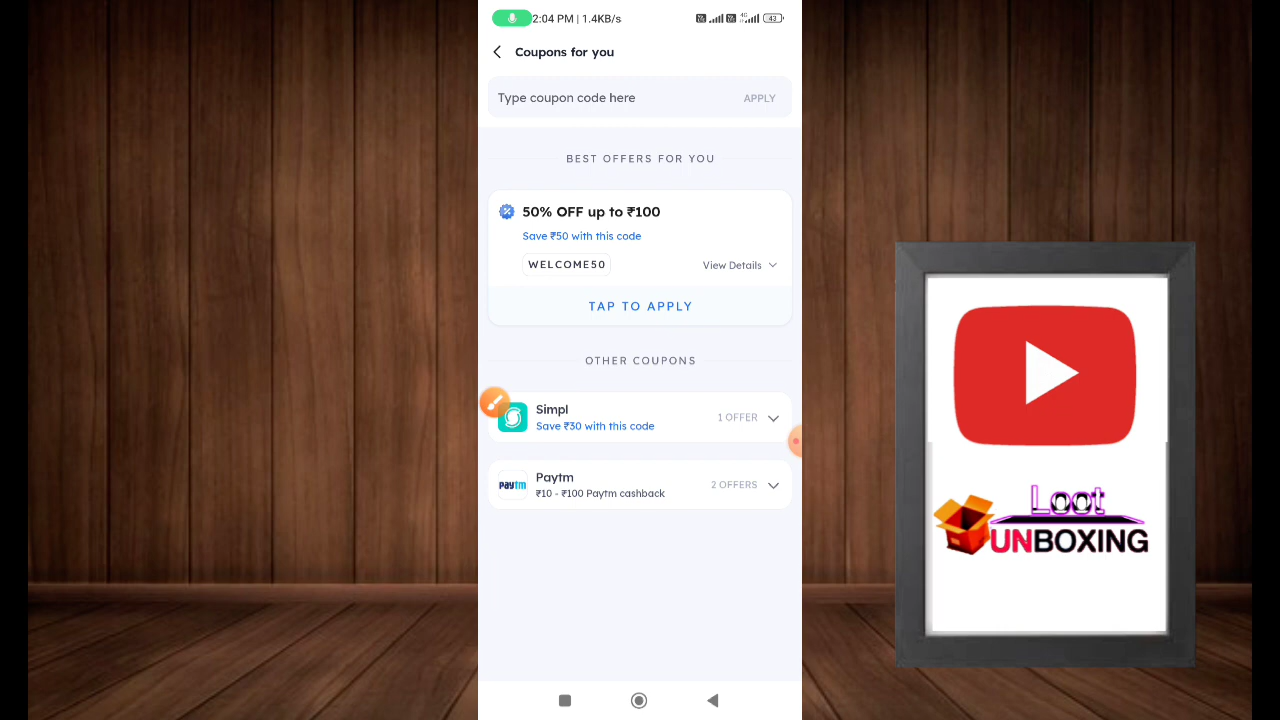 2:04 PM | 1.4KB/s
4G
43
Coupons for you
Type coupon code here
APPLY
BEST OFFERS FOR YOU
50% OFF up to ₹100
Save ₹50 with this code
WELCOME50
View Details
TAP TO APPLY
OTHER COUPONS
Simpl
1 OFFER
Save ₹30 with this code
Paytm
paytm
2 OFFERS
₹10 - ₹100 Paytm cashback
Loot
UNBOXING